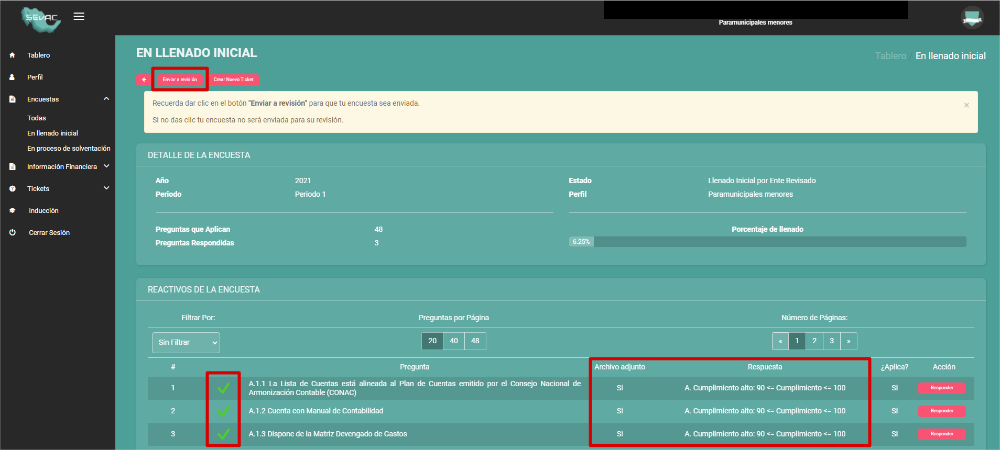 SEvAC
Paramunicipales menores
Tablero
Perfil
Encuestas
Todas
En llenado inicial
En proceso de solventación
Información Financiera
Tickets
Inducción
Cerrar Sesión
EN LLENADO INICIAL
Tablero / En llenado inicial
Enviar a revisión
Crear Nuevo Ticket
Recuerda dar clic en el botón "Enviar a revisión" para que tu encuesta sea enviada.
×
Si no das clic tu encuesta no será enviada para su revisión.
DETALLE DE LA ENCUESTA
Año 2021
Periodo Periodo 1
Estado Llenado Inicial por Ente Revisado
Perfil Paramunicipales menores
Preguntas que Aplican 48
Preguntas Respondidas 3
Porcentaje de llenado
6.25%
REACTIVOS DE LA ENCUESTA
Filtrar Por: Preguntas por Página Número de Páginas:
Sin Filtrar 20 40 48 « 1 2 3 »
# Pregunta Archivo adjunto Respuesta ¿Aplica? Acción
1 A.1.1 La Lista de Cuentas está alineada al Plan de Cuentas emitido por el Consejo Nacional de
Armonización Contable (CONAC) Si A. Cumplimiento alto: 90 <= Cumplimiento <= 100 Si Responder
2 A.1.2 Cuenta con Manual de Contabilidad Si A. Cumplimiento alto: 90 <= Cumplimiento <= 100 Si Responder
3 A.1.3 Dispone de la Matriz Devengado de Gastos Si A. Cumplimiento alto: 90 <= Cumplimiento <= 100 Si Responder